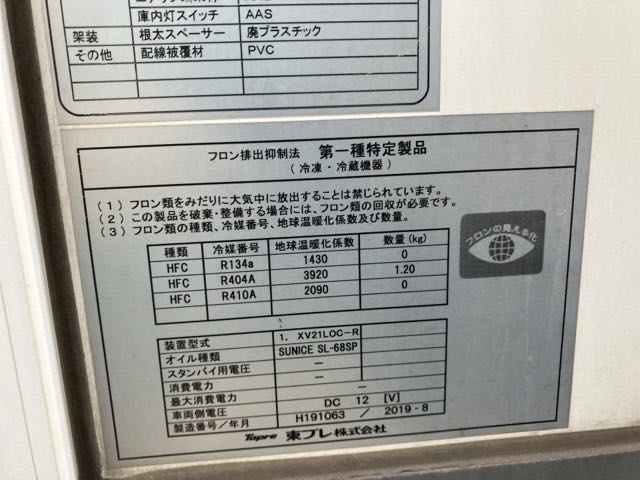 庫内灯スイッチ AAS
架装 根太スペーサー 廃プラスチック
その他 配線被覆材 PVC
フロン排出抑制法 第一種特定製品
(冷凍・冷蔵機器)
(1) フロン類をみだりに大気中に放出することは禁じられています。
(2) この製品を破棄・整備する場合には、フロン類の回収が必要です。
(3) フロン類の種類、冷媒番号、地球温暖化係数及び数量。
フロンの見える化
種類 冷媒番号 地球温暖化係数 数量(kg)
HFC R134a 1430 0
HFC R404A 3920 1.20
HFC R410A 2090 0
装置型式 1. XV21LOC-R
オイル種類 SUNICE SL-68SP
スタンバイ用電圧 —
消費電力 —
最大消費電力 —
車両側電圧 DC 12 [V]
製造番号/年月 H191063 / 2019-8
Topre 東プレ株式会社